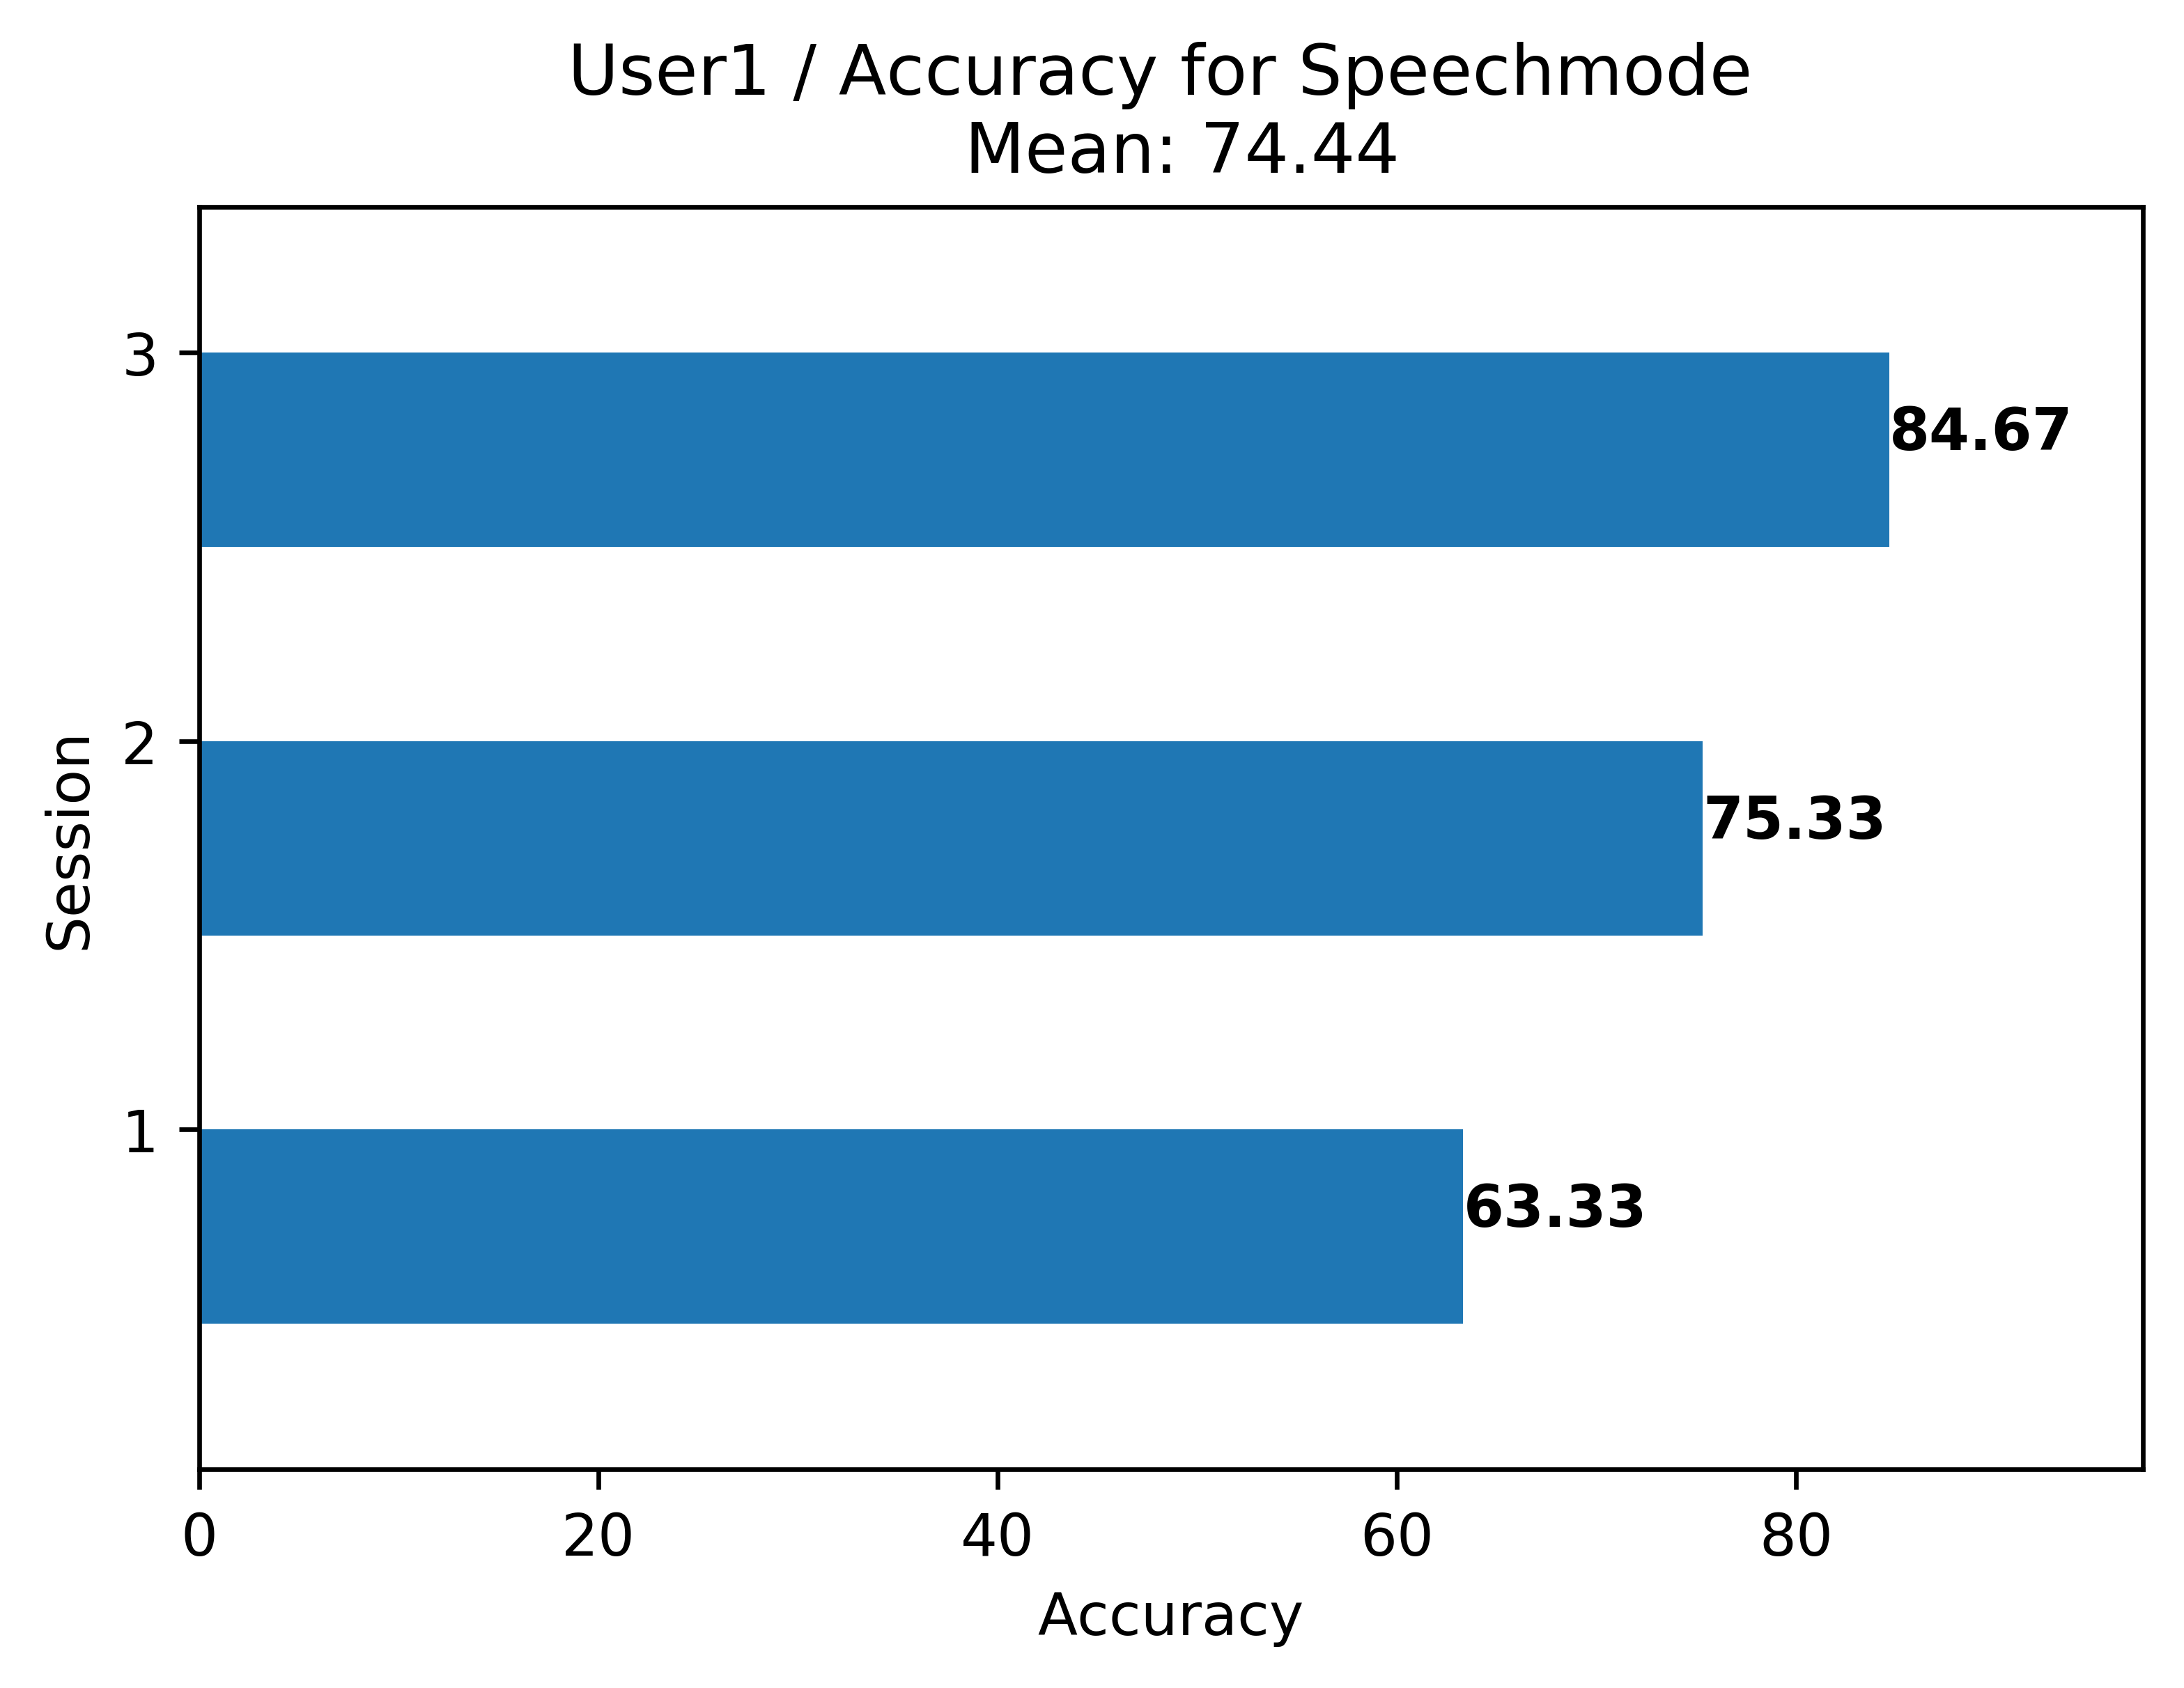 User1 / Accuracy for Speechmode
Mean: 74.44
3
84.67
2
75.33
Session
1
63.33
0 20 40 60 80
Accuracy